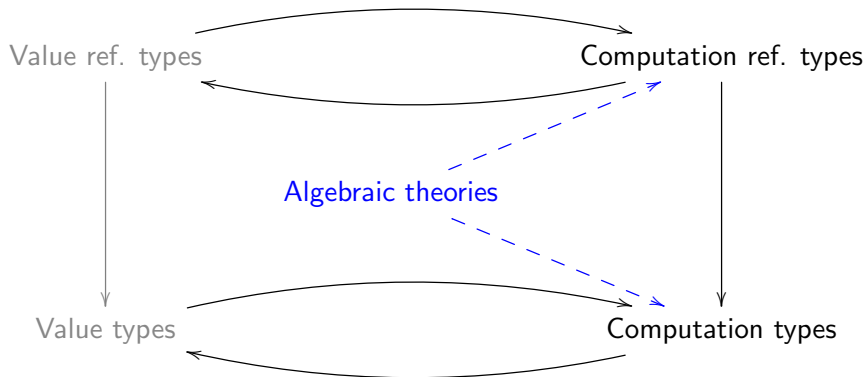 Value ref. types
Computation ref. types
Algebraic theories
Value types
Computation types